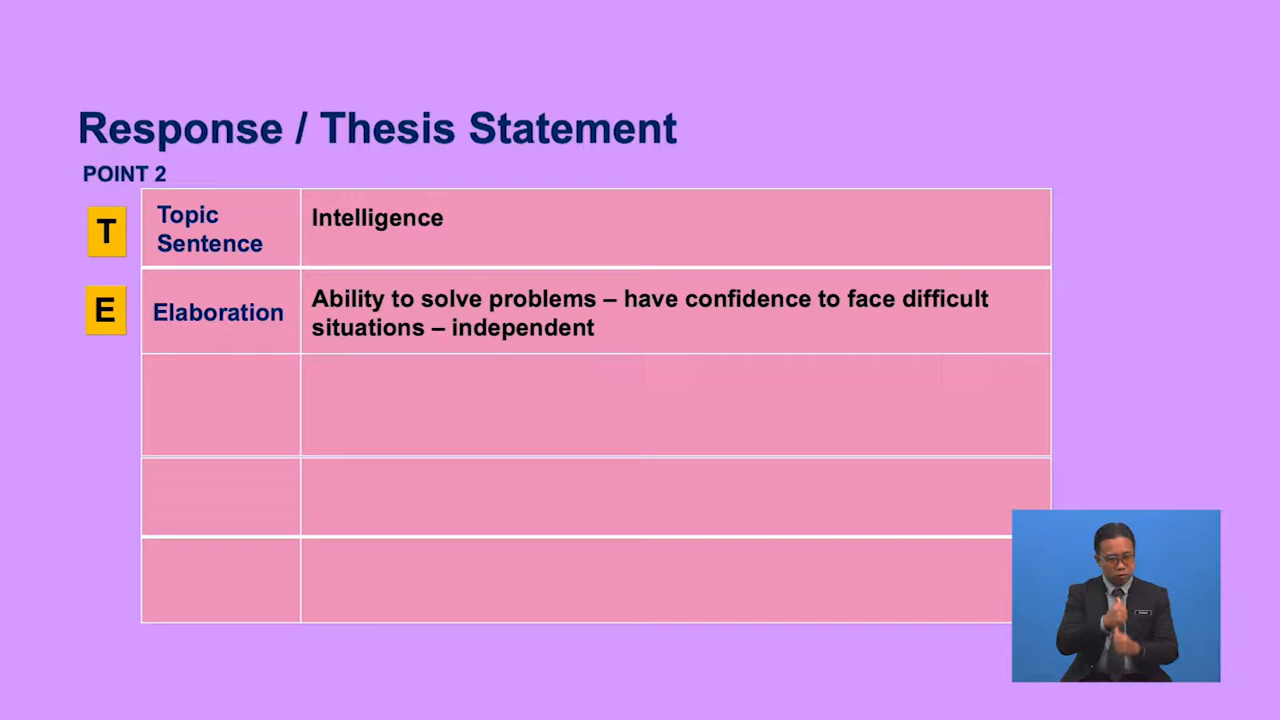 Response / Thesis Statement
POINT 2
T
Topic
Sentence
Intelligence
E
Elaboration
Ability to solve problems – have confidence to face difficult
situations – independent